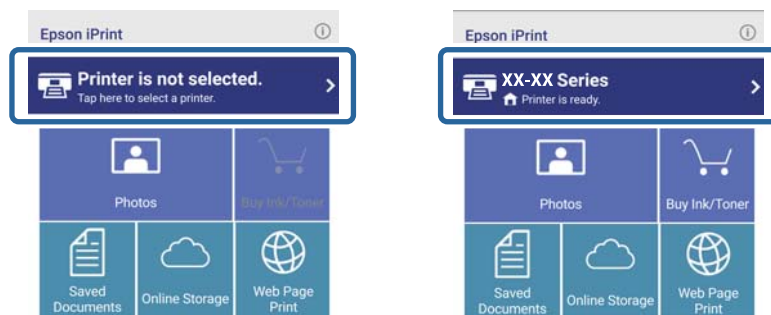 Epson iPrint
Printer is not selected.
Tap here to select a printer.
Photos
Buy Ink/Toner
Saved
Documents
Online Storage
Web Page
Print
Epson iPrint
XX-XX Series
Printer is ready.
Photos
Buy Ink/Toner
Saved
Documents
Online Storage
Web Page
Print